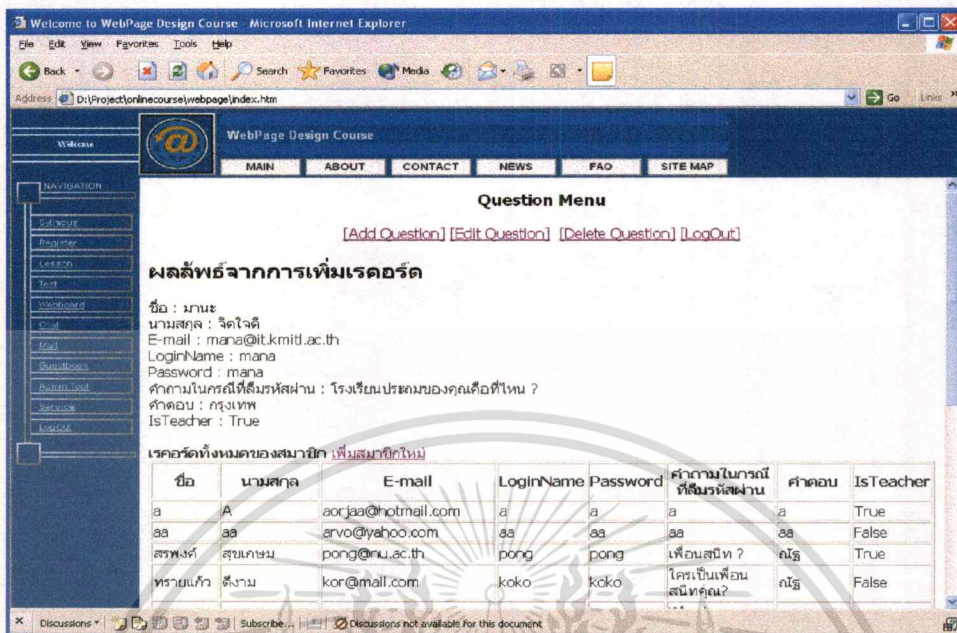 Welcome to WebPage Design Course - Microsoft Internet Explorer
File Edit View Favorites Tools Help
Back Search Favorites Media
Address D:\Project\onlinecourse\webpage\index.htm Go Links
Welcome
WebPage Design Course
MAIN ABOUT CONTACT NEWS FAQ SITE MAP
NAVIGATION
Syllabus
Register
Lesson
Test
Webboard
Chat
Mail
Guestbook
Admin Tool
Service
LogOut
Question Menu
[Add Question] [Edit Question] [Delete Question] [LogOut]
ผลลัพธ์จากการเพิ่มเรคอร์ด
ชื่อ : มานะ
นามสกุล : จิตใจดี
E-mail : mana@it.kmitl.ac.th
LoginName : mana
Password : mana
คำถามในกรณีที่ลืมรหัสผ่าน : โรงเรียนประถมของคุณคือที่ไหน ?
คำตอบ : กรุงเทพ
IsTeacher : True
เรคอร์ดทั้งหมดของสมาชิก เพิ่มสมาชิกใหม่
ชื่อ นามสกุล E-mail LoginName Password คำถามในกรณีที่ลืมรหัสผ่าน คำตอบ IsTeacher
a A aorjaa@hotmail.com a a a a True
aa aa arvo@yahoo.com aa aa aa aa False
สรพงศ์ สุขเกษม pong@nu.ac.th pong pong เพื่อนสนิท ? ณัฐ True
ทรายแก้ว ดีงาม kor@mail.com koko koko ใครเป็นเพื่อนสนิทคุณ? ณัฐ False
Discussions Subscribe... Discussions not available for this document